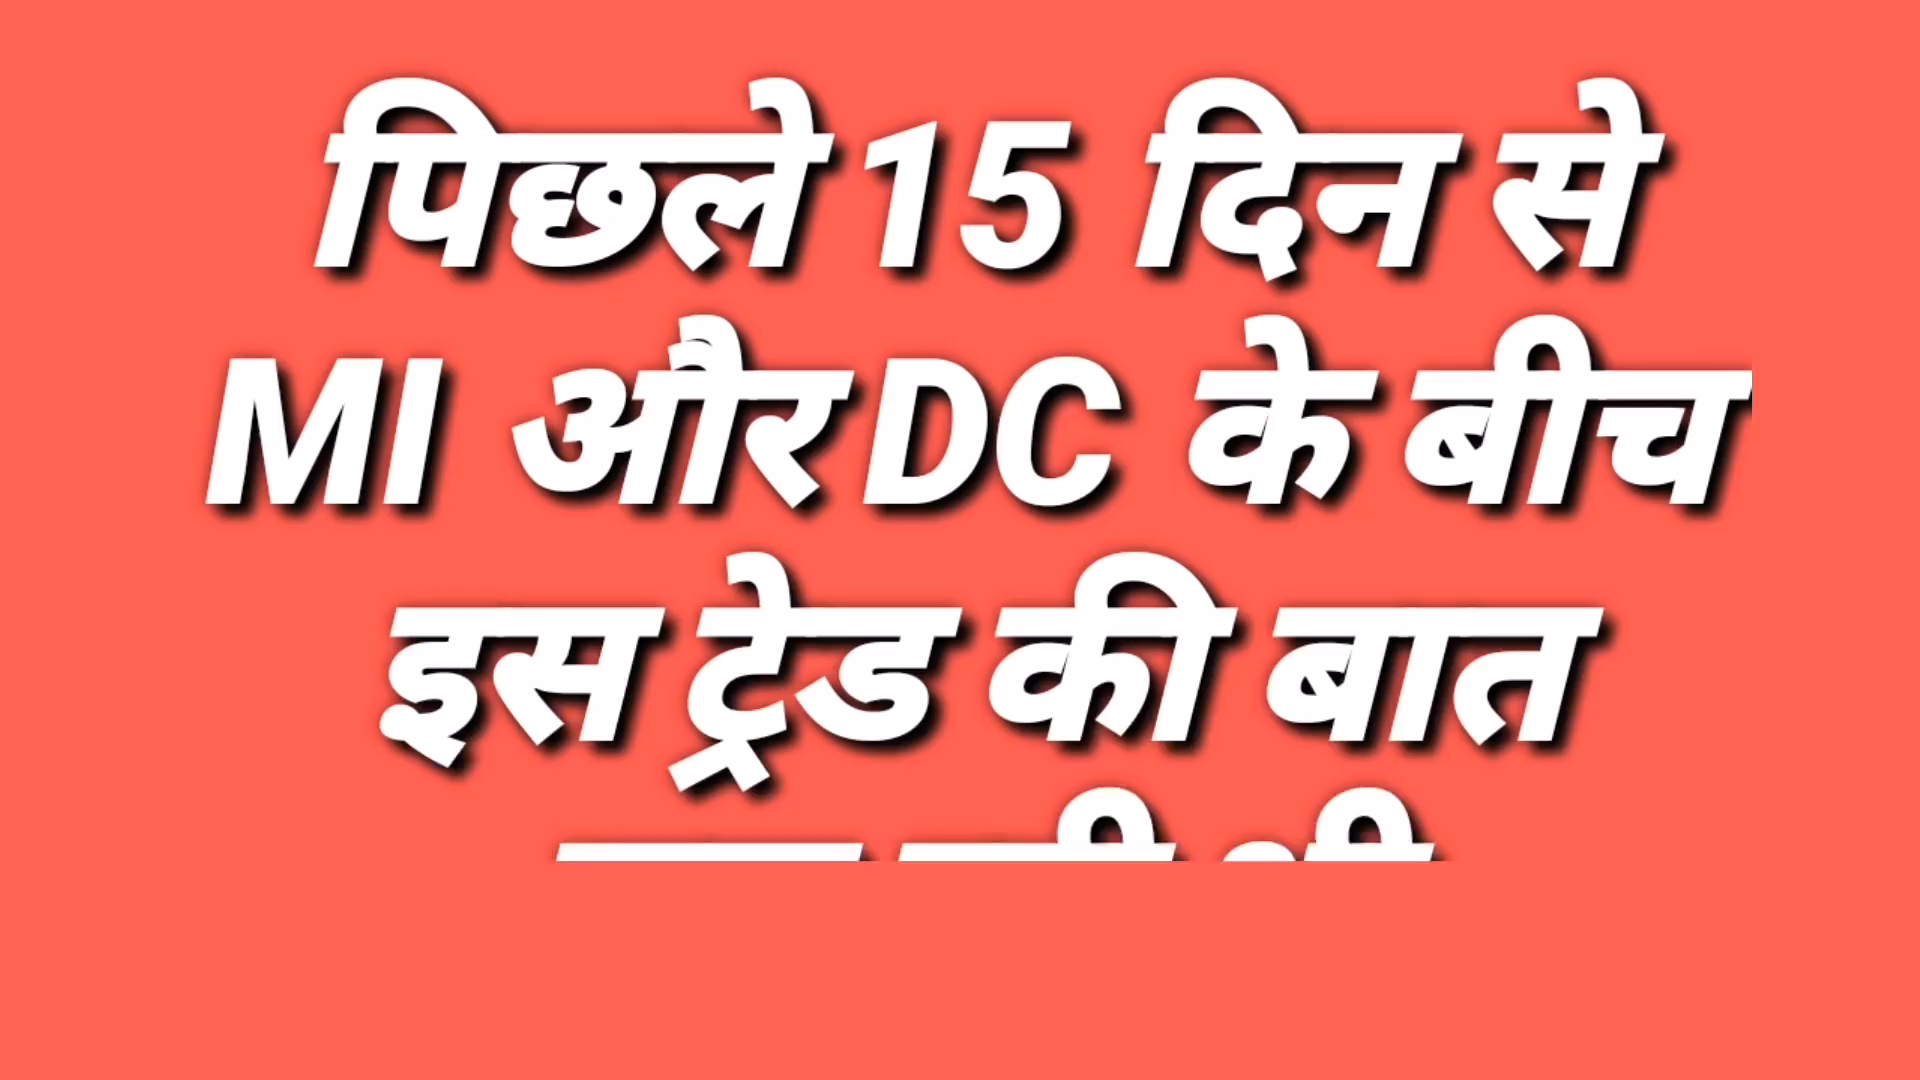 पिछले 15 दिन से
MI और DC के बीच
इस ट्रेड की बात